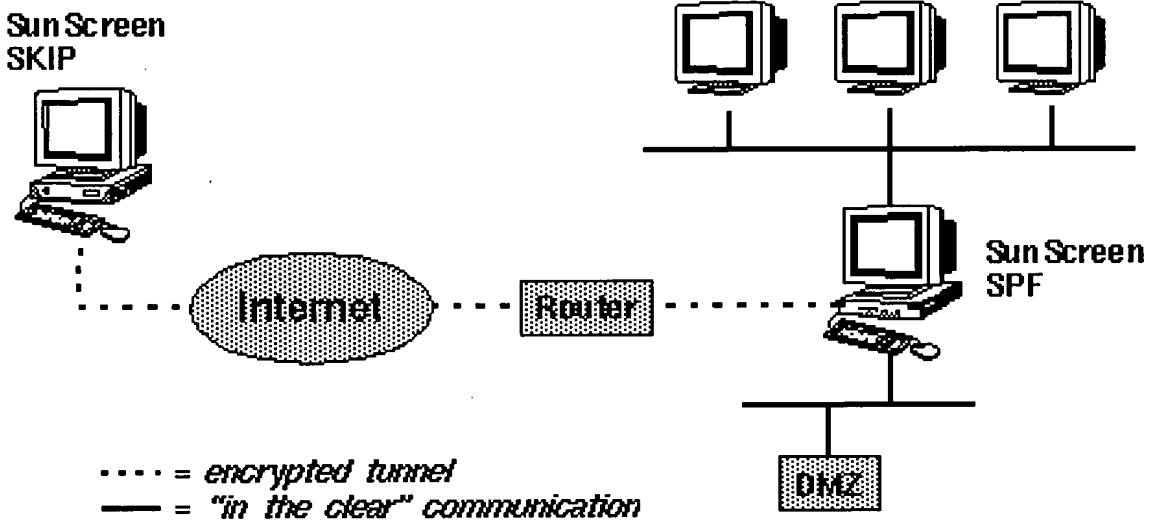 Sun Screen
SKIP
Internet
Router
Sun Screen
SPF
DMZ
---- = encrypted tunnel
— = "in the clear" communication